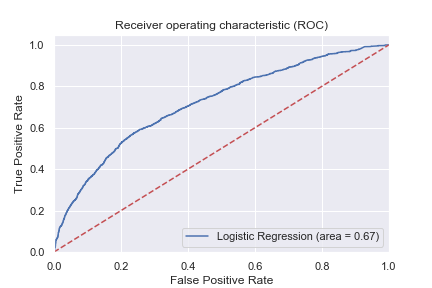 Receiver operating characteristic (ROC)
True Positive Rate
1.0
0.8
0.6
0.4
0.2
0.0
Logistic Regression (area = 0.67)
0.0 0.2 0.4 0.6 0.8 1.0
False Positive Rate